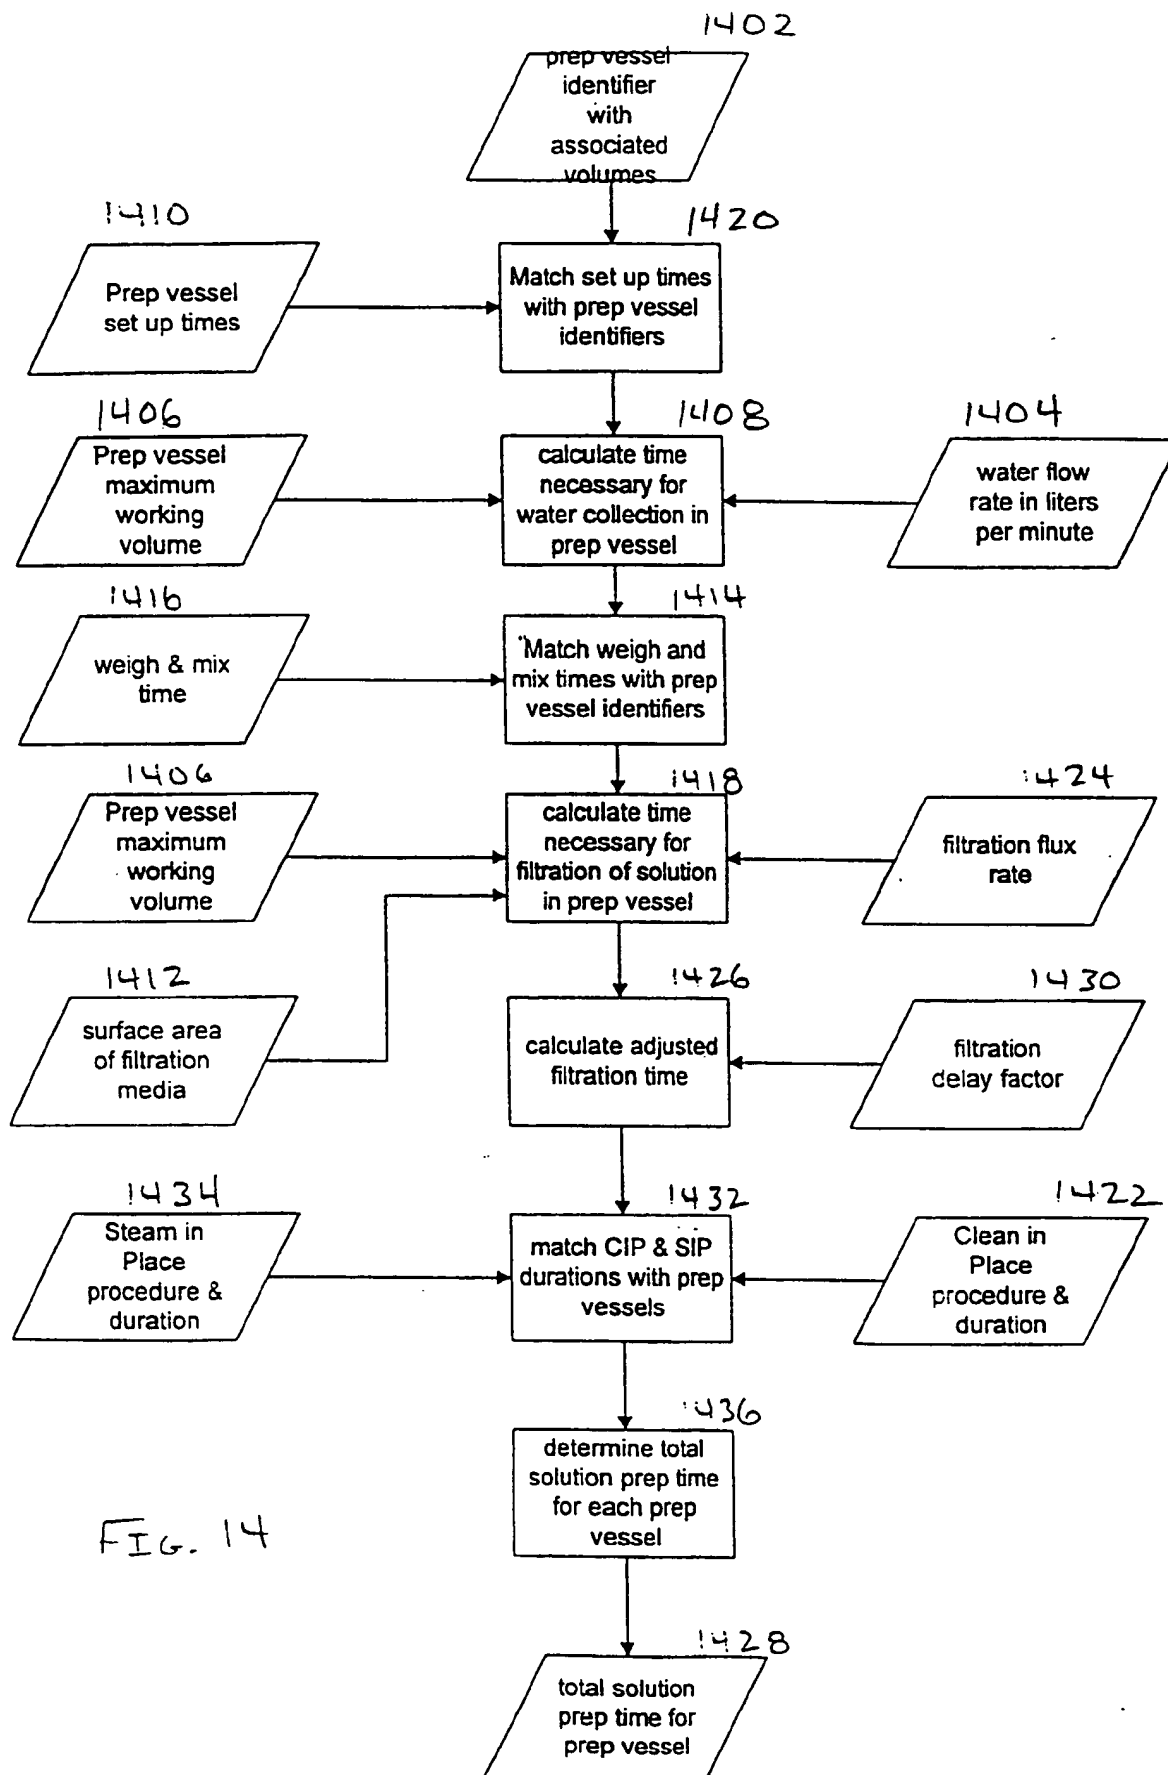 1402
prep vessel
identifier
with
associated
volumes
1410
Prep vessel
set up times
1420
Match set up times
with prep vessel
identifiers
1406
Prep vessel
maximum
working
volume
1408
calculate time
necessary for
water collection in
prep vessel
1404
water flow
rate in liters
per minute
1416
weigh & mix
time
1414
Match weigh and
mix times with prep
vessel identifiers
1406
Prep vessel
maximum
working
volume
1418
calculate time
necessary for
filtration of solution
in prep vessel
1424
filtration flux
rate
1412
surface area
of filtration
media
1426
calculate adjusted
filtration time
1430
filtration
delay factor
1434
Steam in
Place
procedure &
duration
1432
match CIP & SIP
durations with prep
vessels
1422
Clean in
Place
procedure &
duration
1436
determine total
solution prep time
for each prep
vessel
FIG. 14
1428
total solution
prep time for
prep vessel